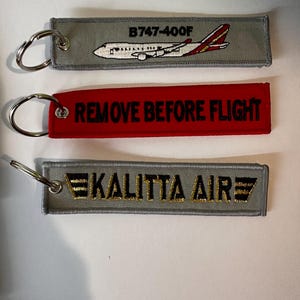 B747-400F
REMOVE BEFORE FLIGHT
KALITTA AIR